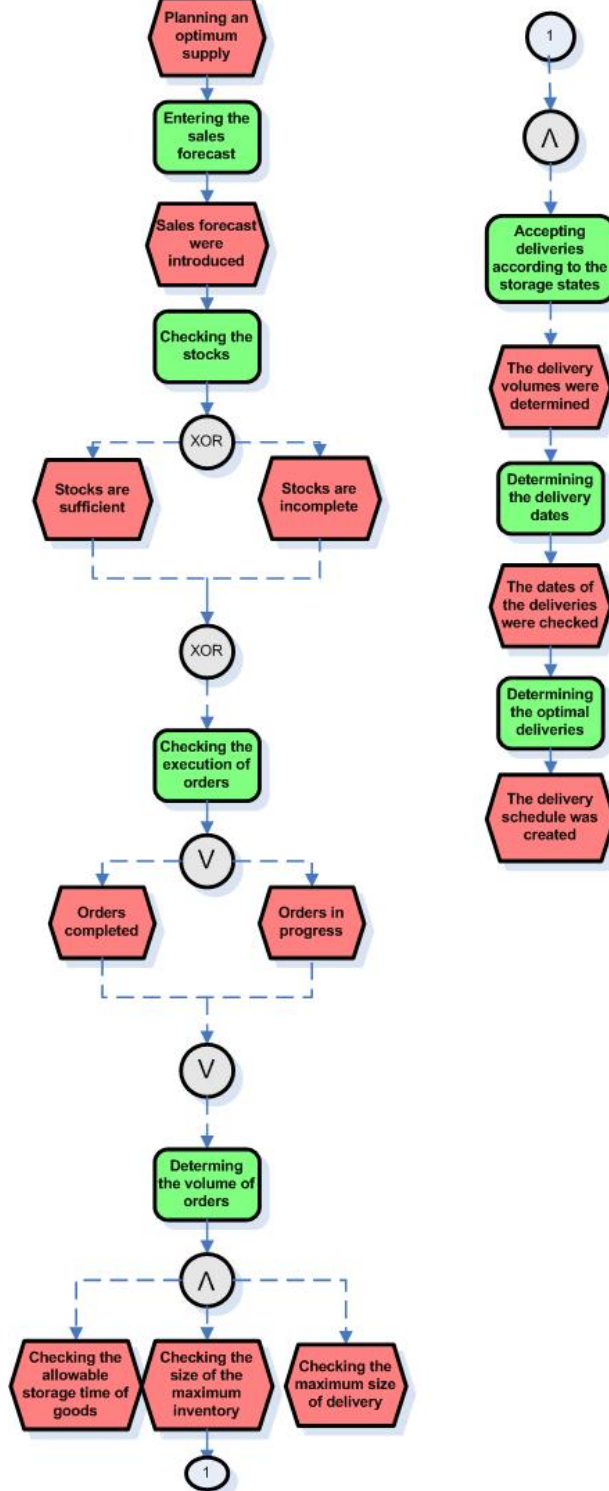 Planning an
optimum
supply
Entering the
sales
forecast
Sales forecast
were
introduced
Checking the
stocks
XOR
Stocks are
sufficient
Stocks are
incomplete
XOR
Checking the
execution of
orders
V
Orders
completed
Orders in
progress
V
Determing
the volume of
orders
Λ
Checking the
allowable
storage time of
goods
Checking the
size of the
maximum
inventory
Checking the
maximum size
of delivery
1
1
Λ
Accepting
deliveries
according to the
storage states
The delivery
volumes were
determined
Determining
the delivery
dates
The dates of
the deliveries
were checked
Determining
the optimal
deliveries
The delivery
schedule was
created